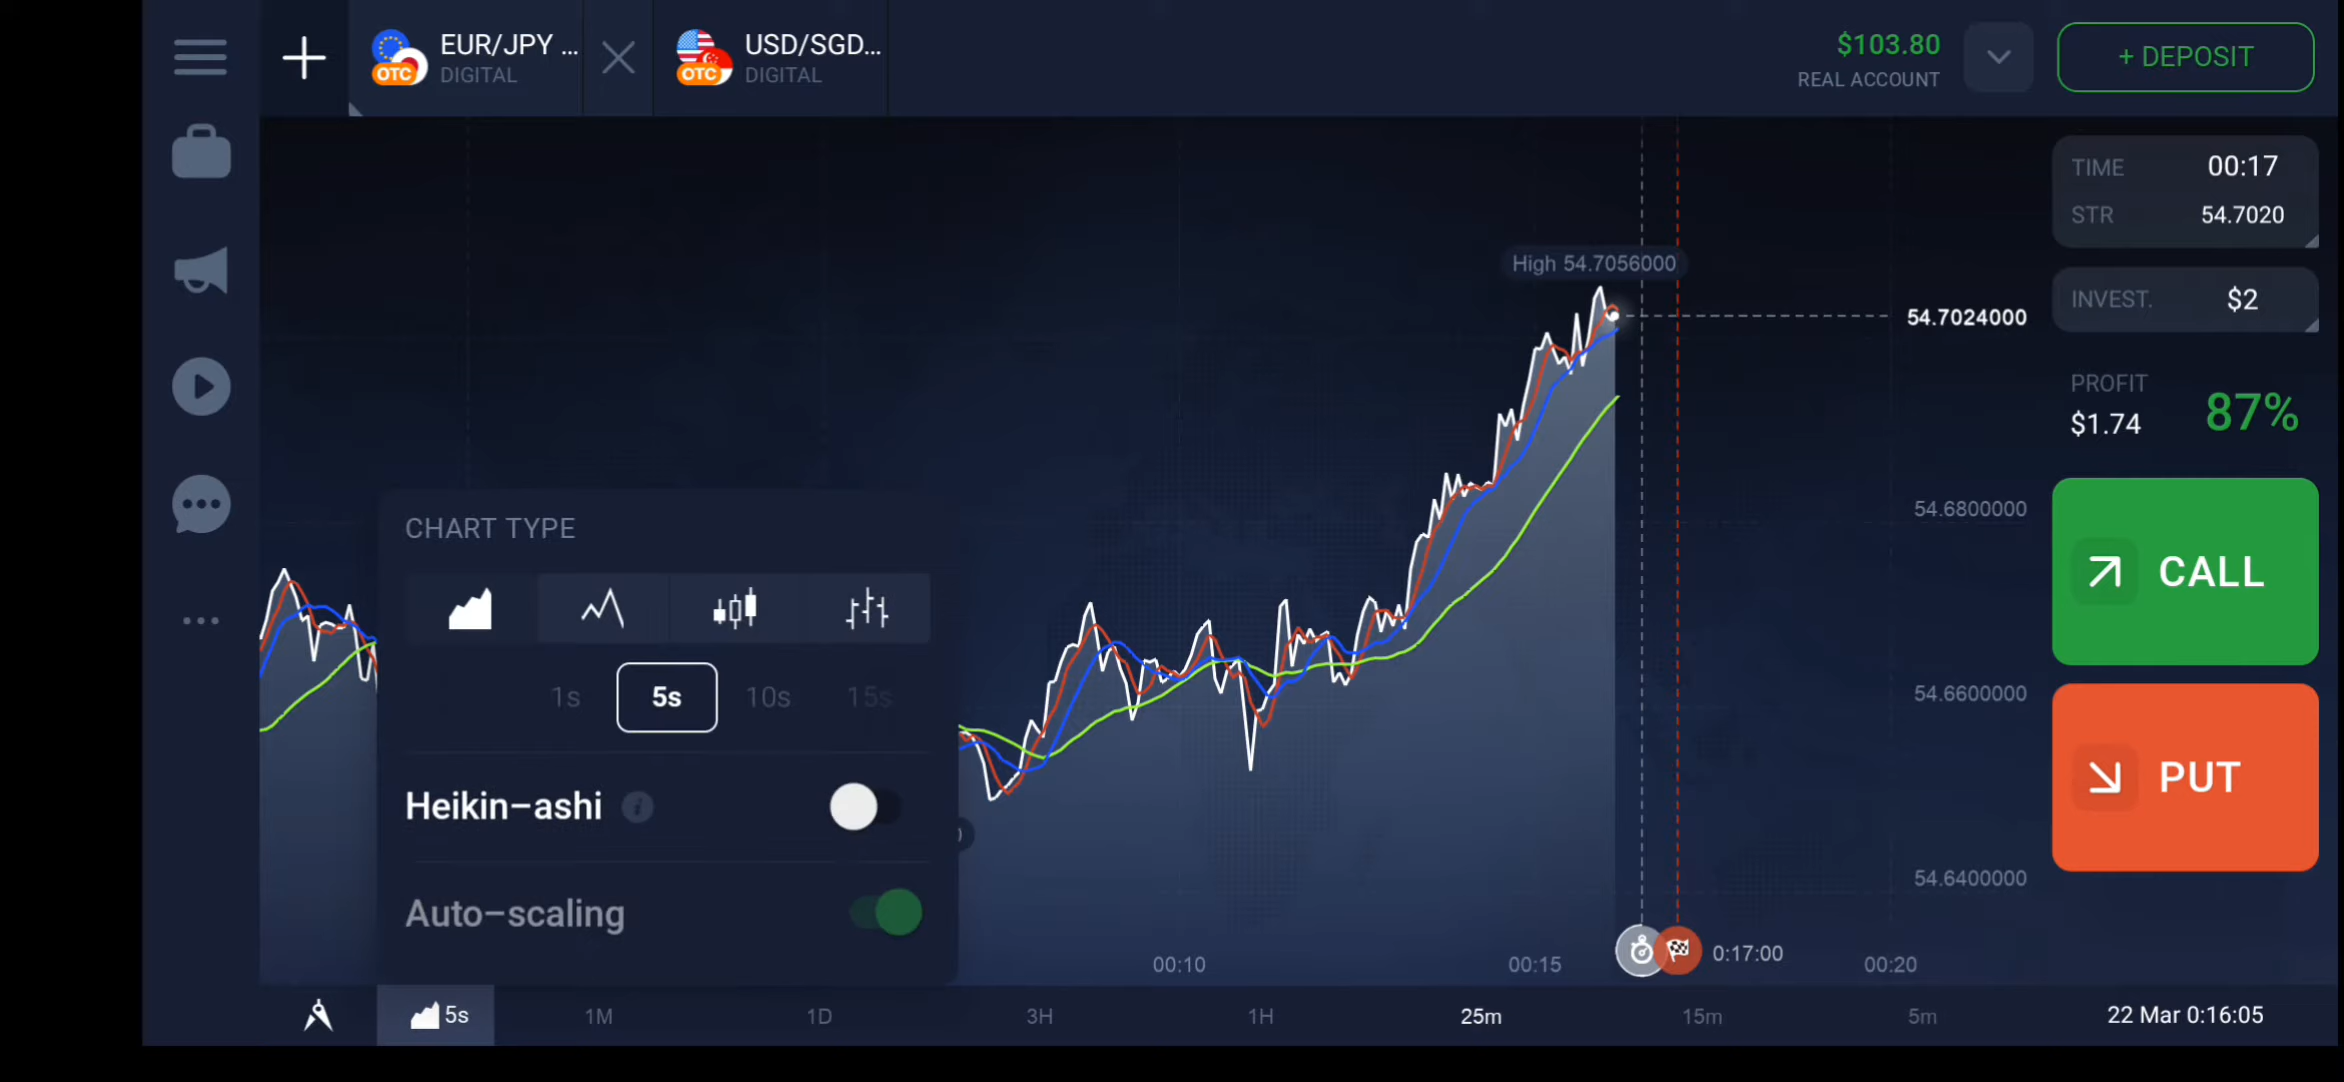 EUR/JPY ...
OTC
DIGITAL
USD/SGD...
OTC
DIGITAL
$103.80
REAL ACCOUNT
+ DEPOSIT
TIME 00:17
STR 54.7020
INVEST. $2
PROFIT
$1.74
87%
CALL
PUT
High 54.7056000
54.7024000
54.6800000
54.6600000
54.6400000
CHART TYPE
1s 5s 10s 15s
Heikin-ashi i
Auto-scaling
00:10 00:15 0:17:00 00:20
5s 1M 1D 3H 1H 25m 15m 5m 22 Mar 0:16:05